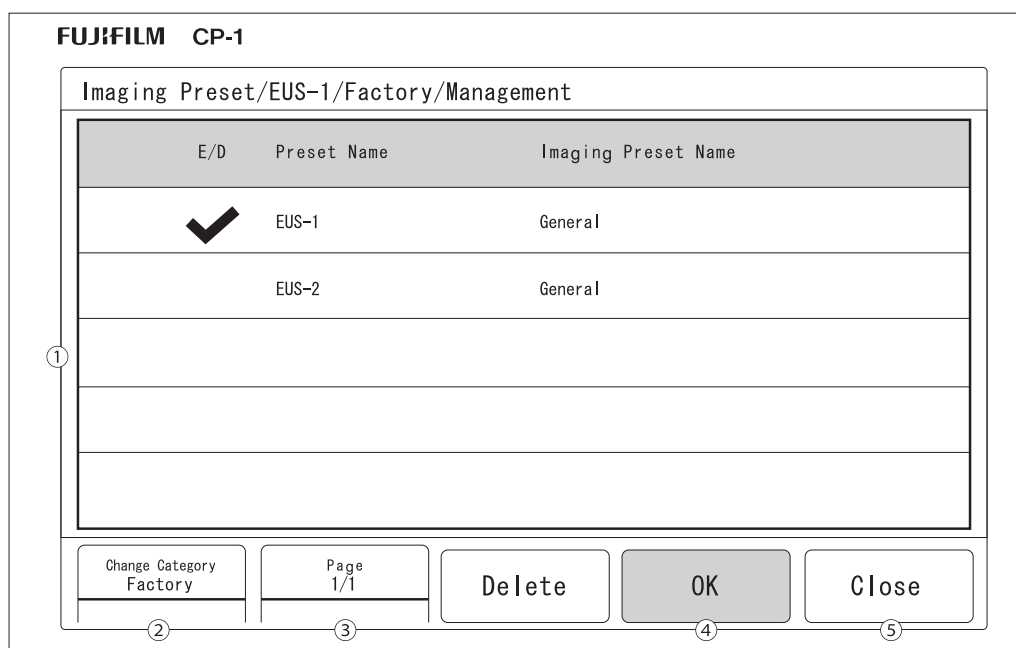 FUJIFILM CP-1
Imaging Preset/EUS-1/Factory/Management
E/D Preset Name Imaging Preset Name
EUS-1 General
EUS-2 General
①
Change Category
Factory
Page
1/1
Delete
OK
Close
② ③ ④ ⑤